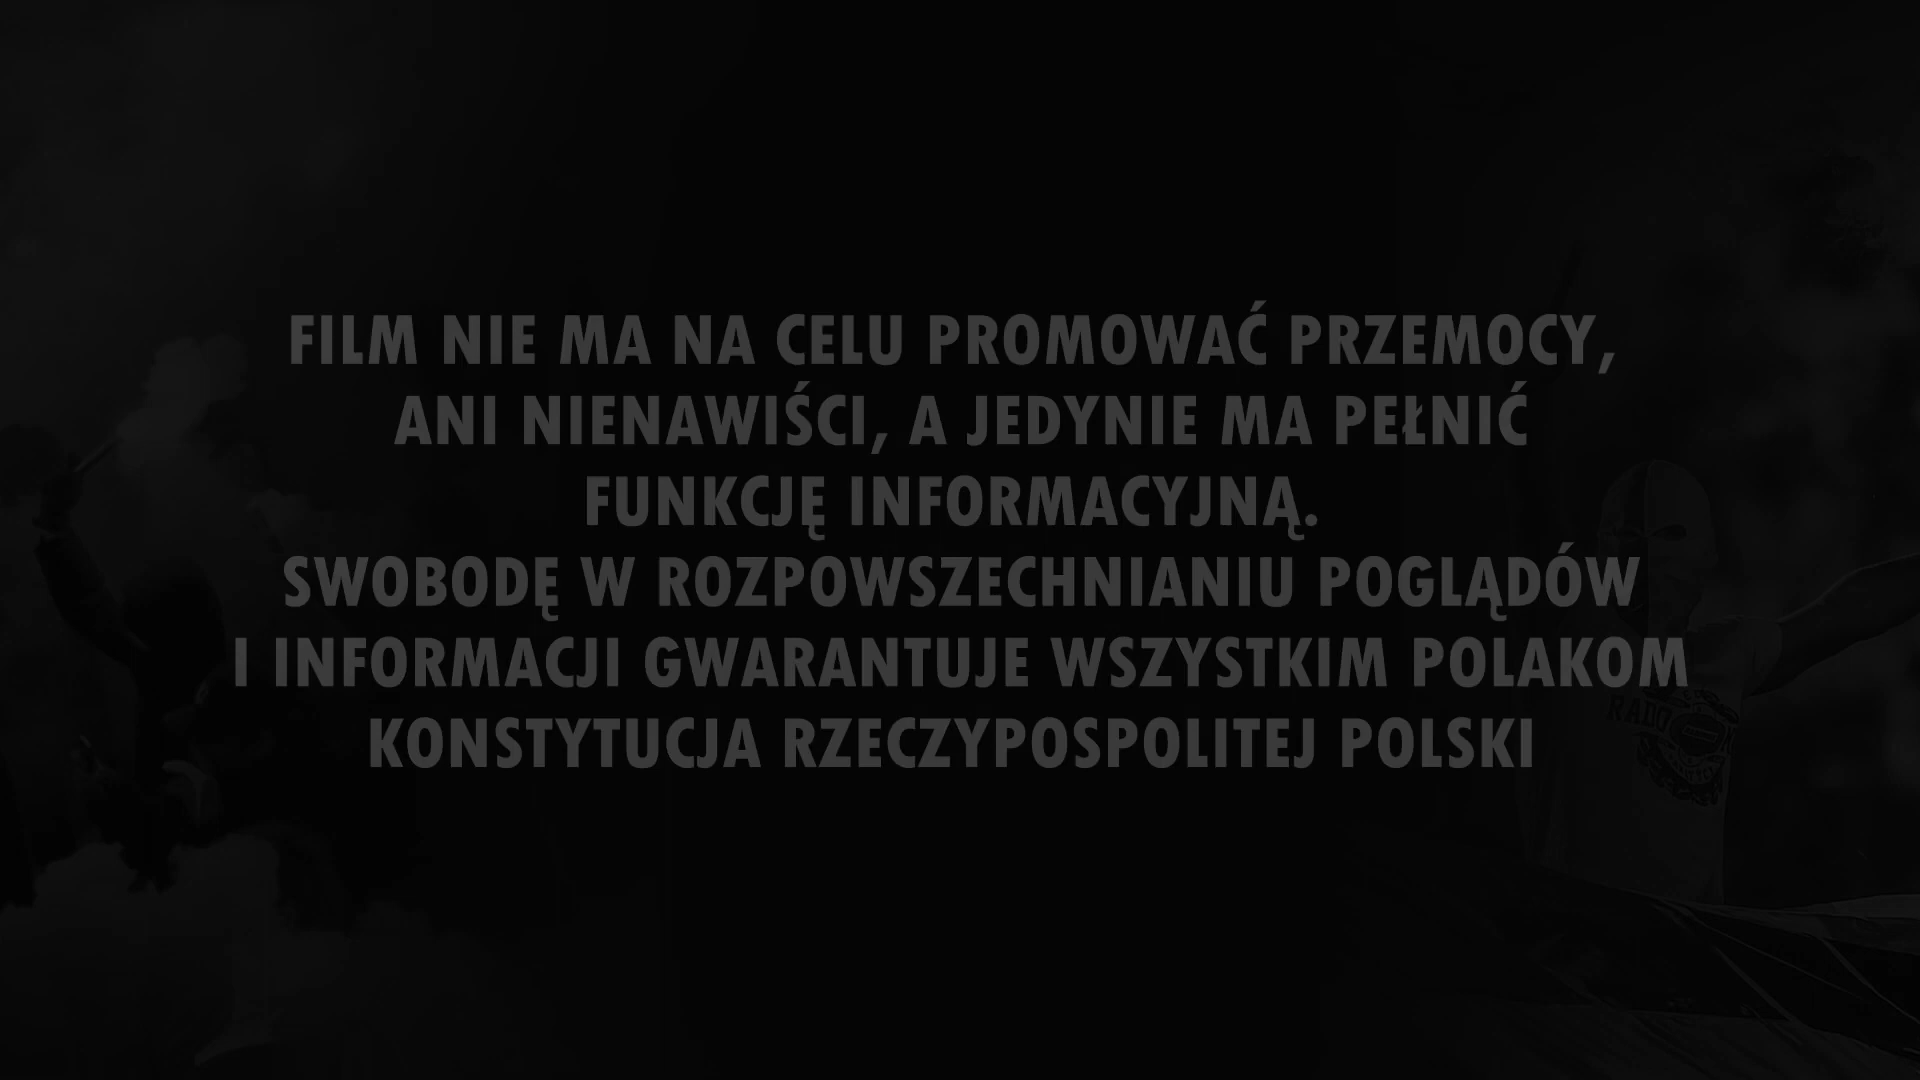 FILM NIE MA NA CELU PROMOWAĆ PRZEMOCY,
ANI NIENAWIŚCI, A JEDYNIE MA PEŁNIĆ
FUNKCJĘ INFORMACYJNĄ.
SWOBODĘ W ROZPOWSZECHNIANIU POGLĄDÓW
I INFORMACJI GWARANTUJE WSZYSTKIM POLAKOM
KONSTYTUCJA RZECZYPOSPOLITEJ POLSKI